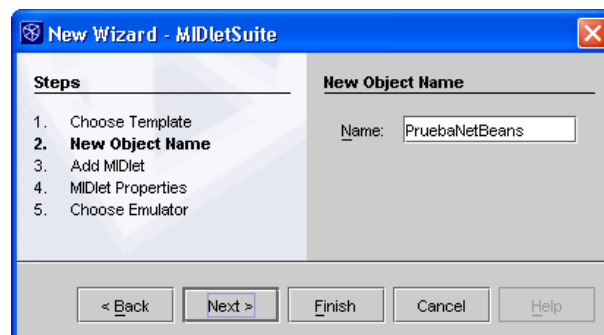 New Wizard - MIDletSuite
Steps
1. Choose Template
2. New Object Name
3. Add MIDlet
4. MIDlet Properties
5. Choose Emulator
New Object Name
Name: PruebaNetBeans
< Back Next > Finish Cancel Help